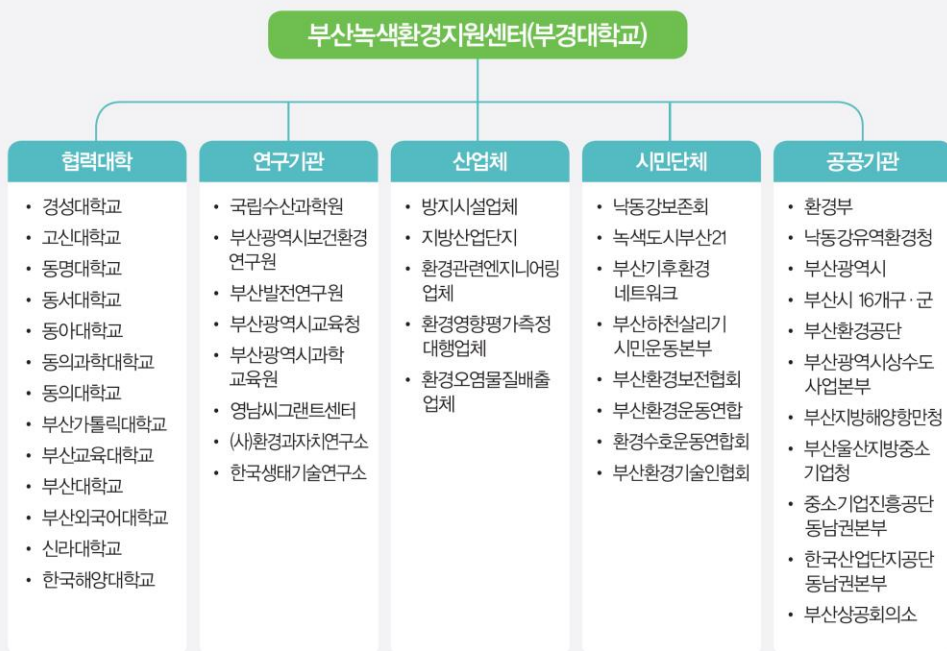 부산녹색환경지원센터(부경대학교)
협력대학
• 경성대학교
• 고신대학교
• 동명대학교
• 동서대학교
• 동아대학교
• 동의과학대학교
• 동의대학교
• 부산가톨릭대학교
• 부산교육대학교
• 부산대학교
• 부산외국어대학교
• 신라대학교
• 한국해양대학교
연구기관
• 국립수산과학원
• 부산광역시보건환경
연구원
• 부산발전연구원
• 부산광역시교육청
• 부산광역시과학
교육원
• 영남씨그랜트센터
• (사)환경과자치연구소
• 한국생태기술연구소
산업체
• 방지시설업체
• 지방산업단지
• 환경관련엔지니어링
업체
• 환경영향평가측정
대행업체
• 환경오염물질배출
업체
시민단체
• 낙동강보존회
• 녹색도시부산21
• 부산기후환경
네트워크
• 부산하천살리기
시민운동본부
• 부산환경보전협회
• 부산환경운동연합
• 환경수호운동연합회
• 부산환경기술인협회
공공기관
• 환경부
• 낙동강유역환경청
• 부산광역시
• 부산시 16개구·군
• 부산환경공단
• 부산광역시상수도
사업본부
• 부산지방해양항만청
• 부산울산지방중소
기업청
• 중소기업진흥공단
동남권본부
• 한국산업단지공단
동남권본부
• 부산상공회의소